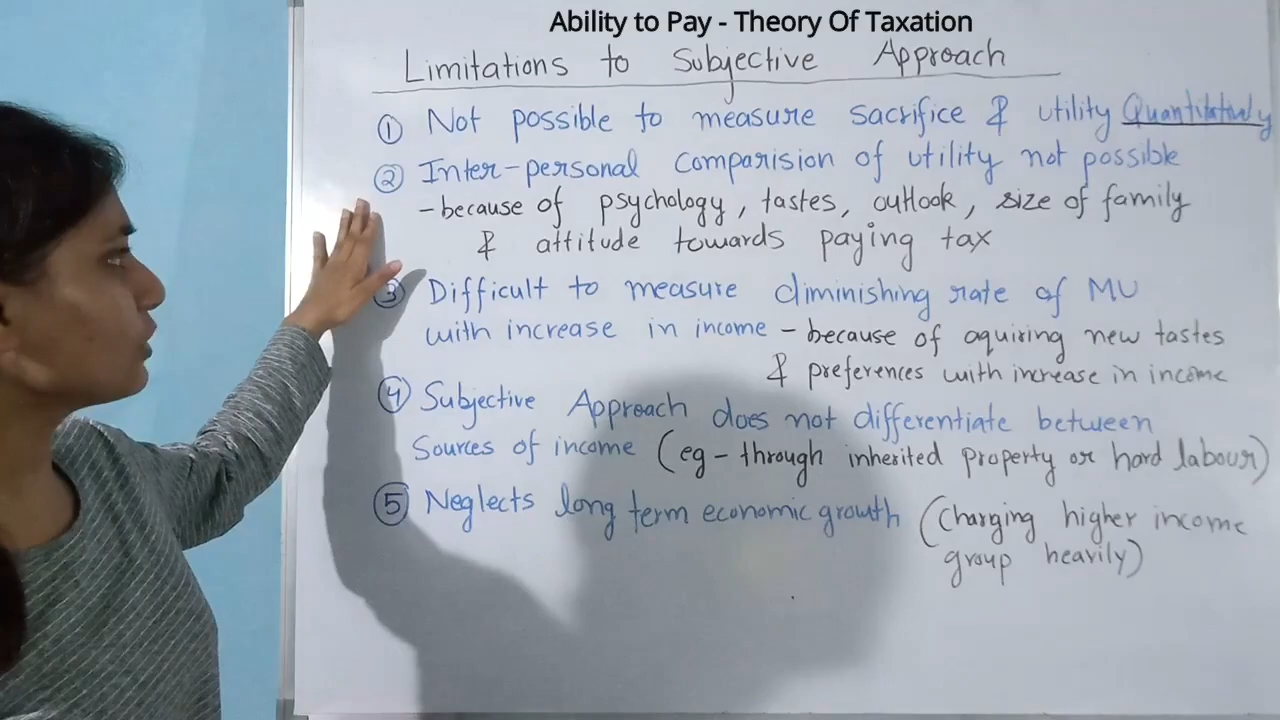 Ability to Pay - Theory Of Taxation
Limitations to Subjective Approach
① Not possible to measure sacrifice & utility Quantitatively
② Inter-personal comparision of utility not possible
- because of psychology, tastes, outlook, size of family
& attitude towards paying tax
③ Difficult to measure diminishing rate of MU
with increase in income - because of aquiring new tastes
& preferences with increase in income
④ Subjective Approach does not differentiate between
Sources of income (eg - through inherited property or hard labour)
⑤ Neglects long term economic growth (Charging higher income
group heavily)